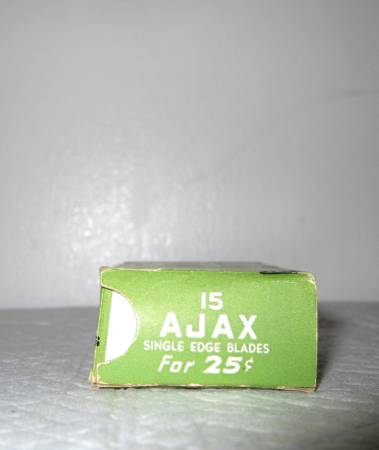 15
AJAX
SINGLE EDGE BLADES
For 25¢